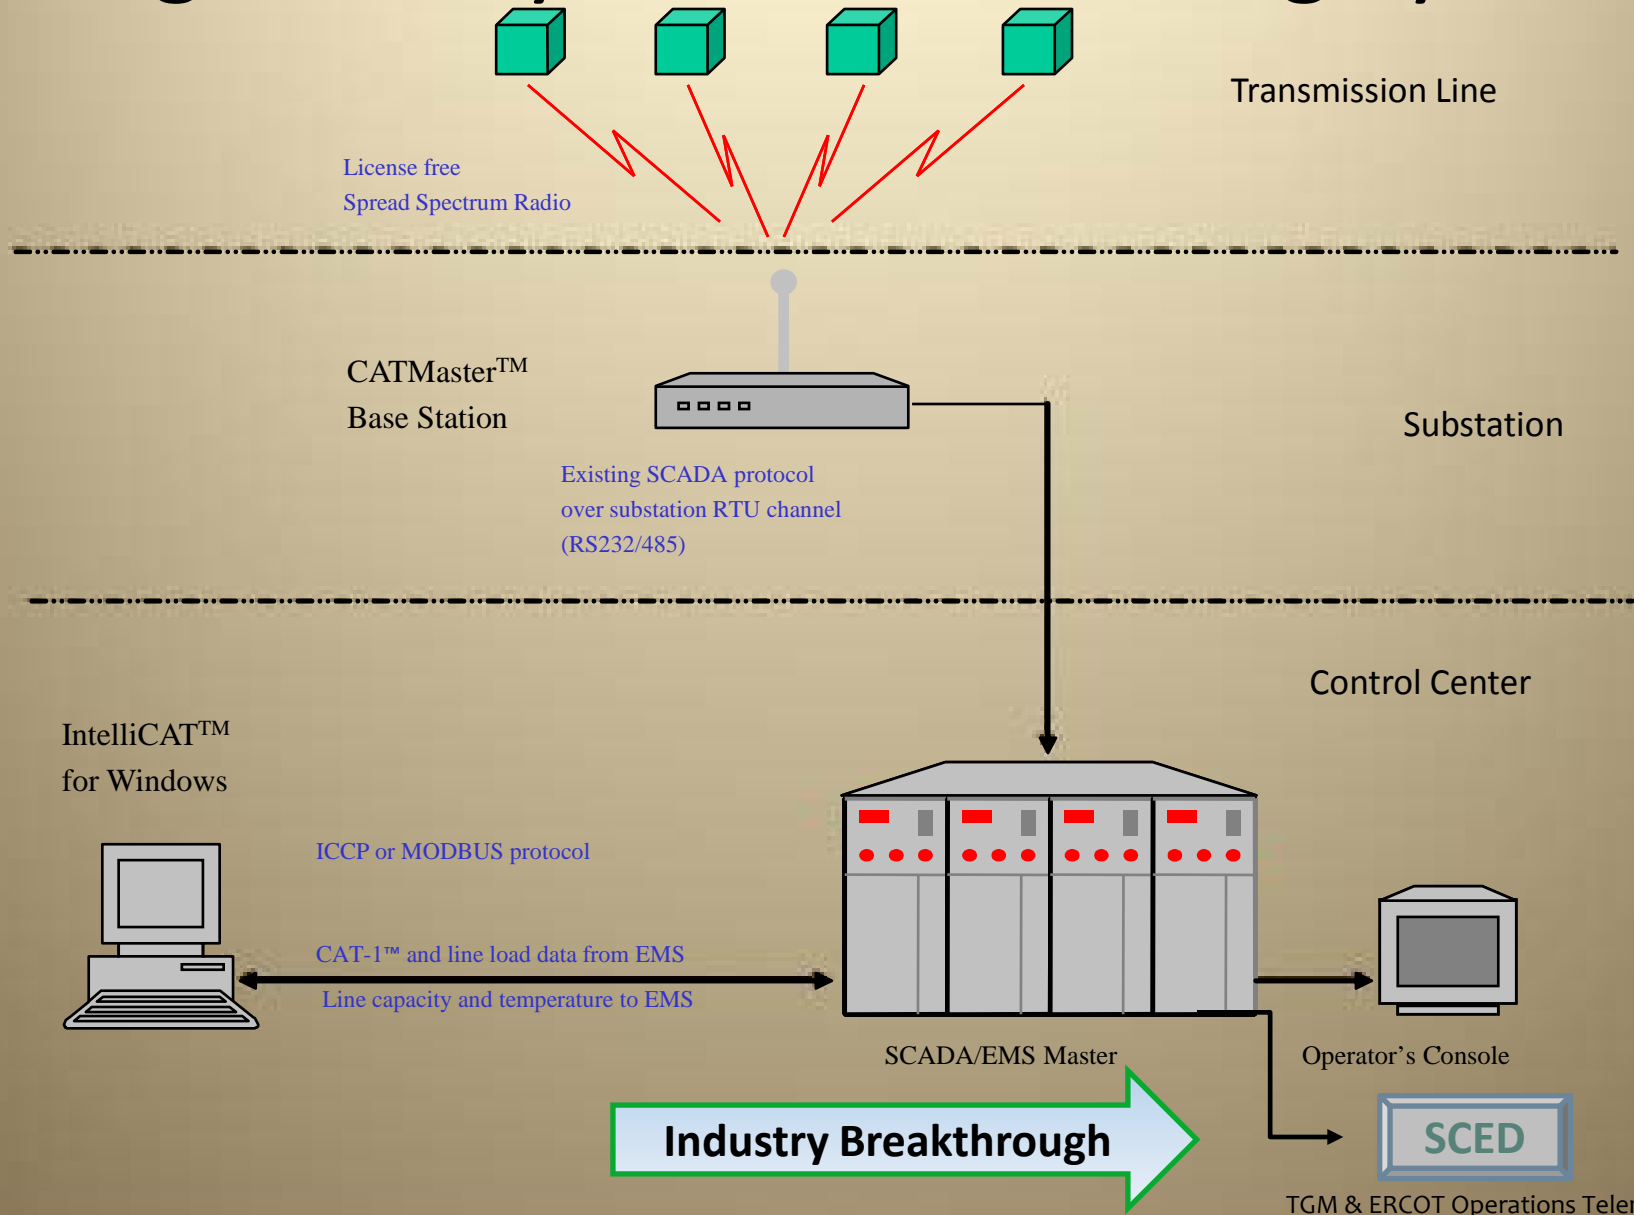 Transmission Line
License free
Spread Spectrum Radio
CATMaster™
Base Station
Substation
Existing SCADA protocol
over substation RTU channel
(RS232/485)
Control Center
IntelliCAT™
for Windows
ICCP or MODBUS protocol
CAT-1™ and line load data from EMS
Line capacity and temperature to EMS
SCADA/EMS Master
Operator's Console
Industry Breakthrough
SCED
TGM & ERCOT Operations